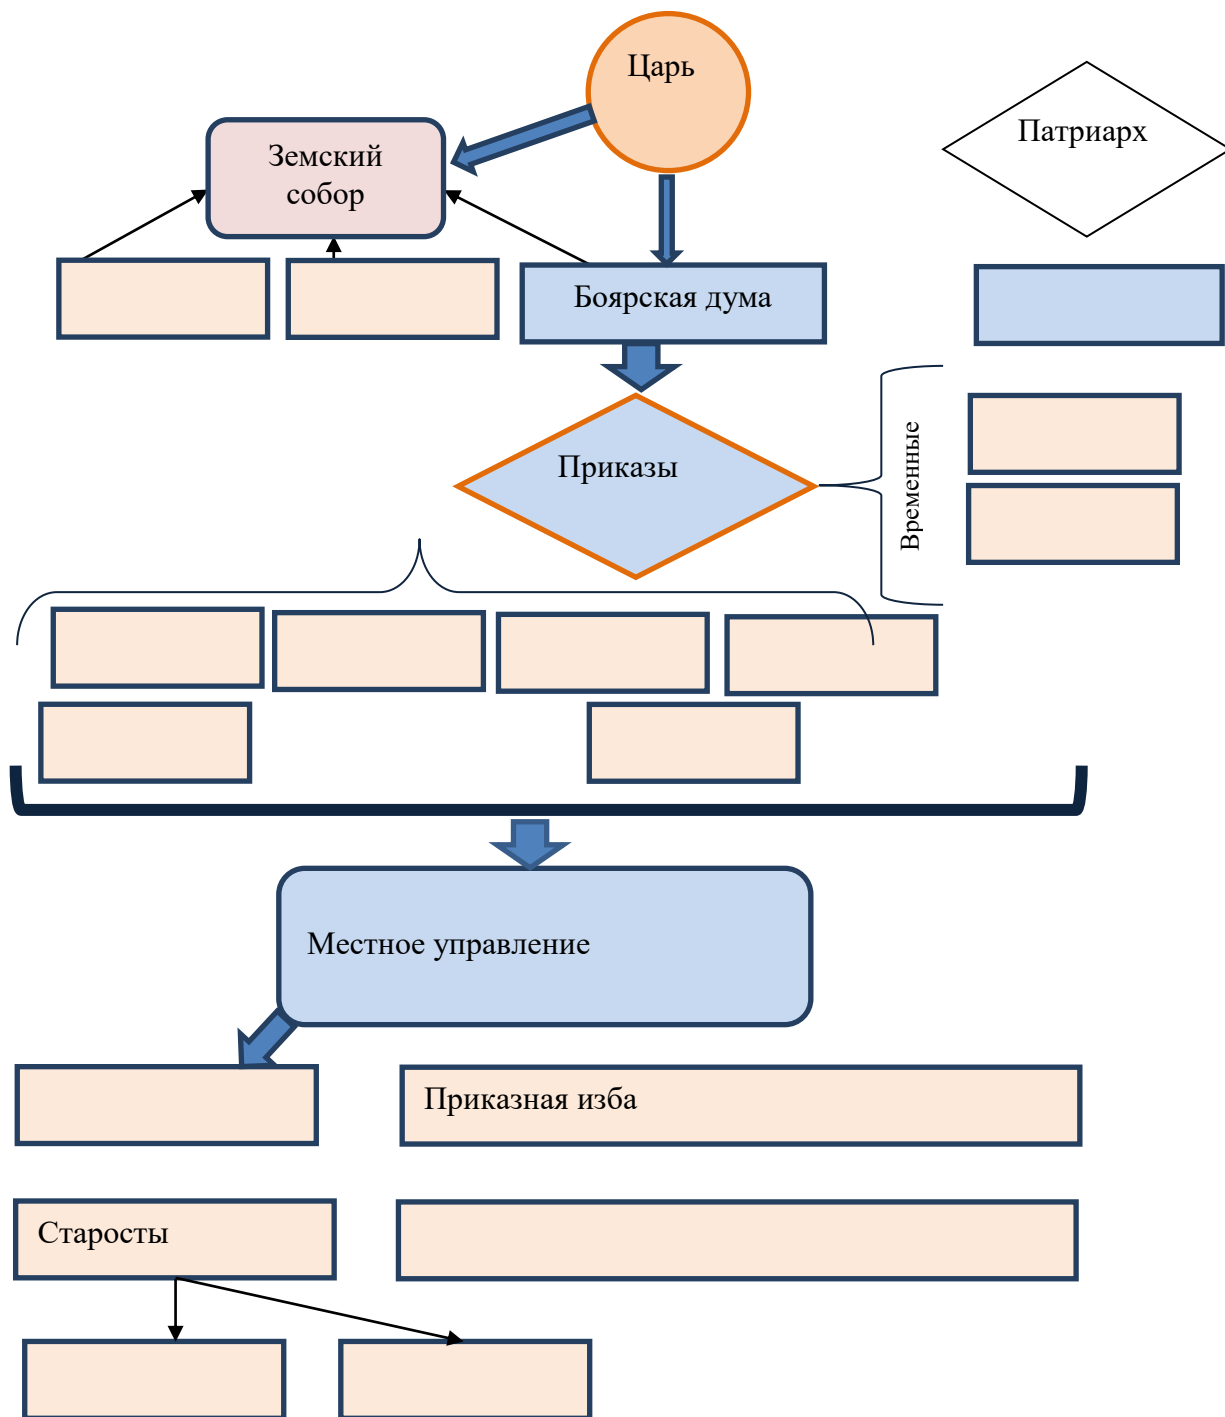 Царь
Патриарх
Земский
собор
Боярская дума
Приказы
Временные
Местное управление
Приказная изба
Старосты